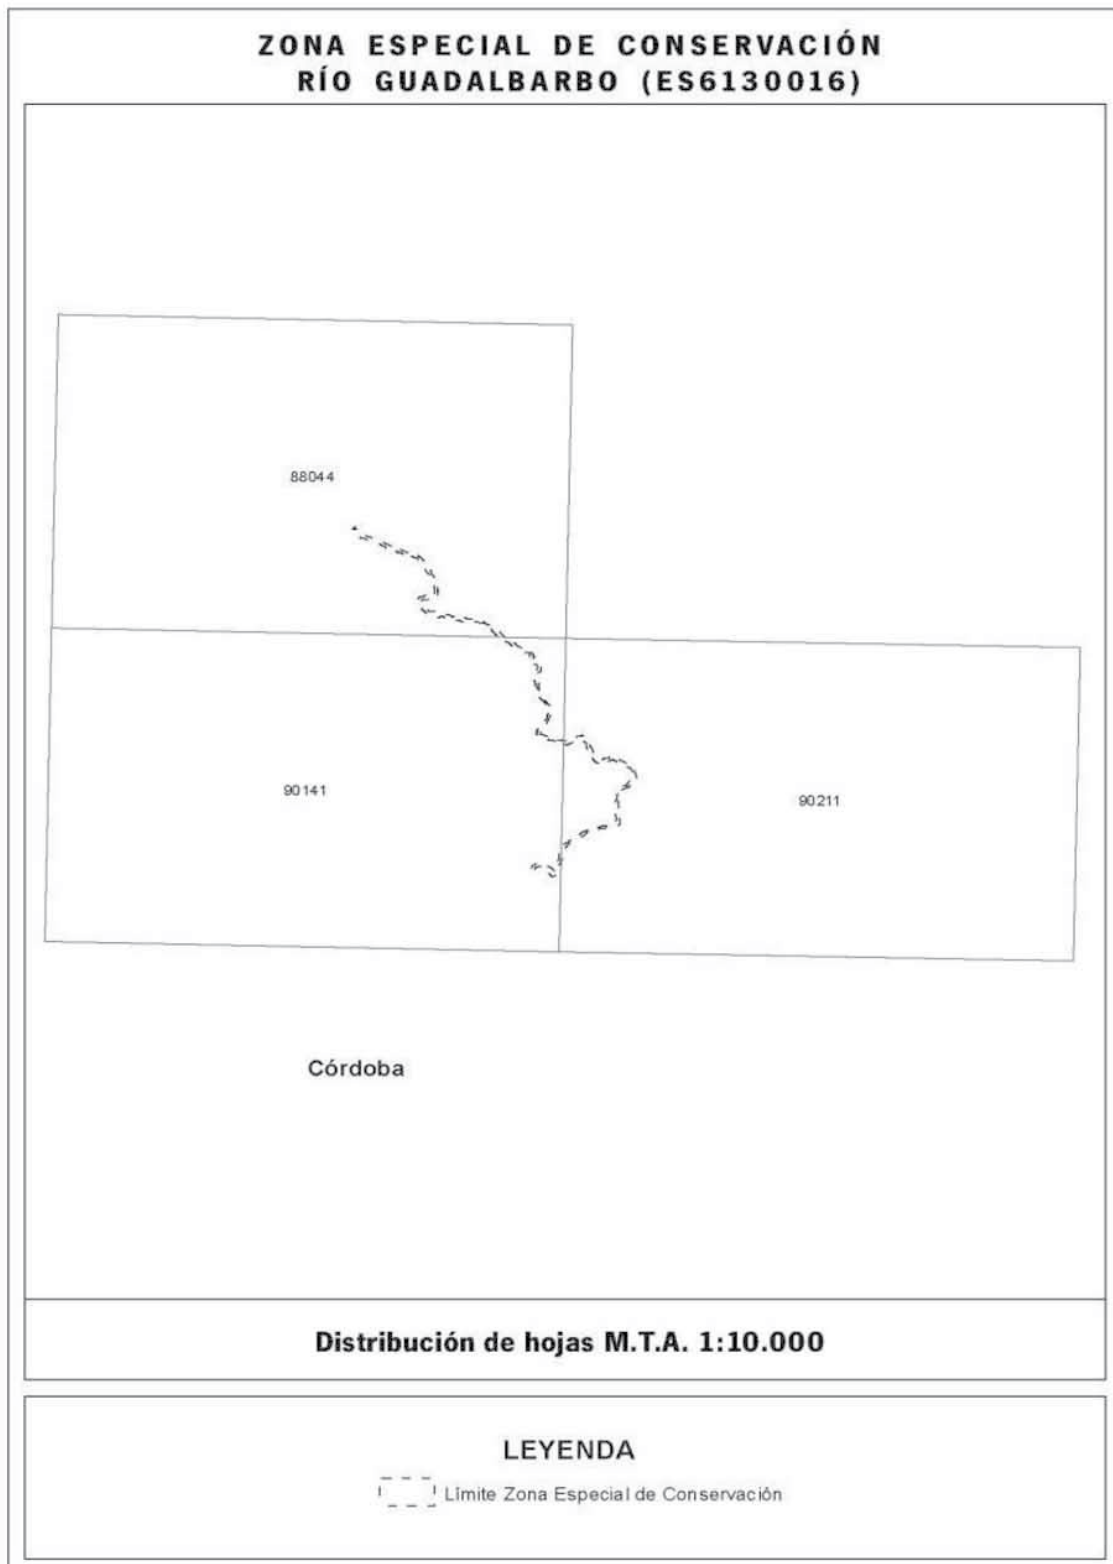 ZONA ESPECIAL DE CONSERVACIÓN
RÍO GUADALBARBO (ES6130016)
88044
90141
90211
Córdoba
Distribución de hojas M.T.A. 1:10.000
LEYENDA
Límite Zona Especial de Conservación